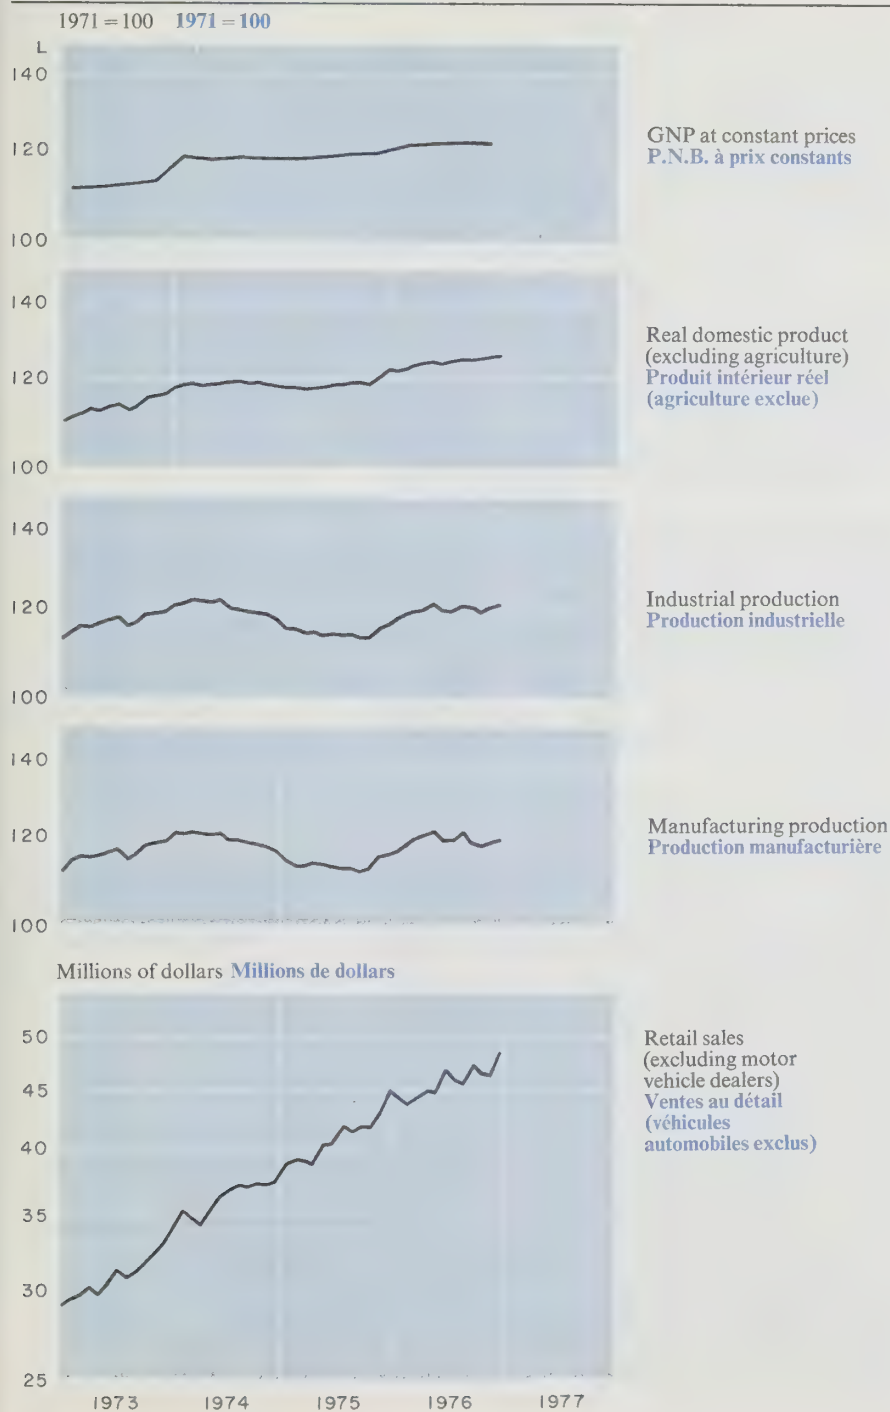 1971 = 100 1971 = 100
L
140
120
100
GNP at constant prices
P.N.B. à prix constants
140
120
100
Real domestic product
(excluding agriculture)
Produit intérieur réel
(agriculture exclue)
140
120
100
Industrial production
Production industrielle
140
120
100
Manufacturing production
Production manufacturière
Millions of dollars Millions de dollars
50
45
40
35
30
25
Retail sales
(excluding motor
vehicle dealers)
Ventes au détail
(véhicules
automobiles exclus)
1973 1974 1975 1976 1977